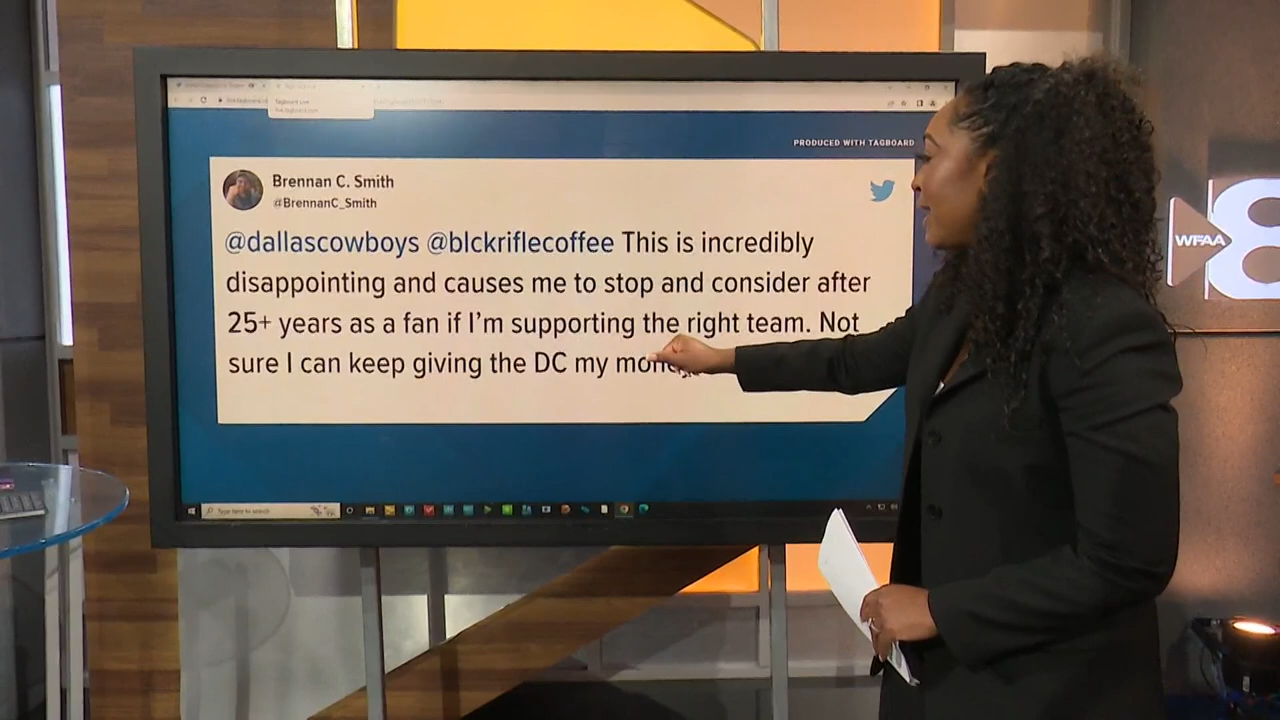 PRODUCED WITH TAGBOARD
Brennan C. Smith
@BrennanC_Smith
@dallascowboys @blckriflecoffee This is incredibly
disappointing and causes me to stop and consider after
25+ years as a fan if I'm supporting the right team. Not
sure I can keep giving the DC my
Type here to search
WFAA
8